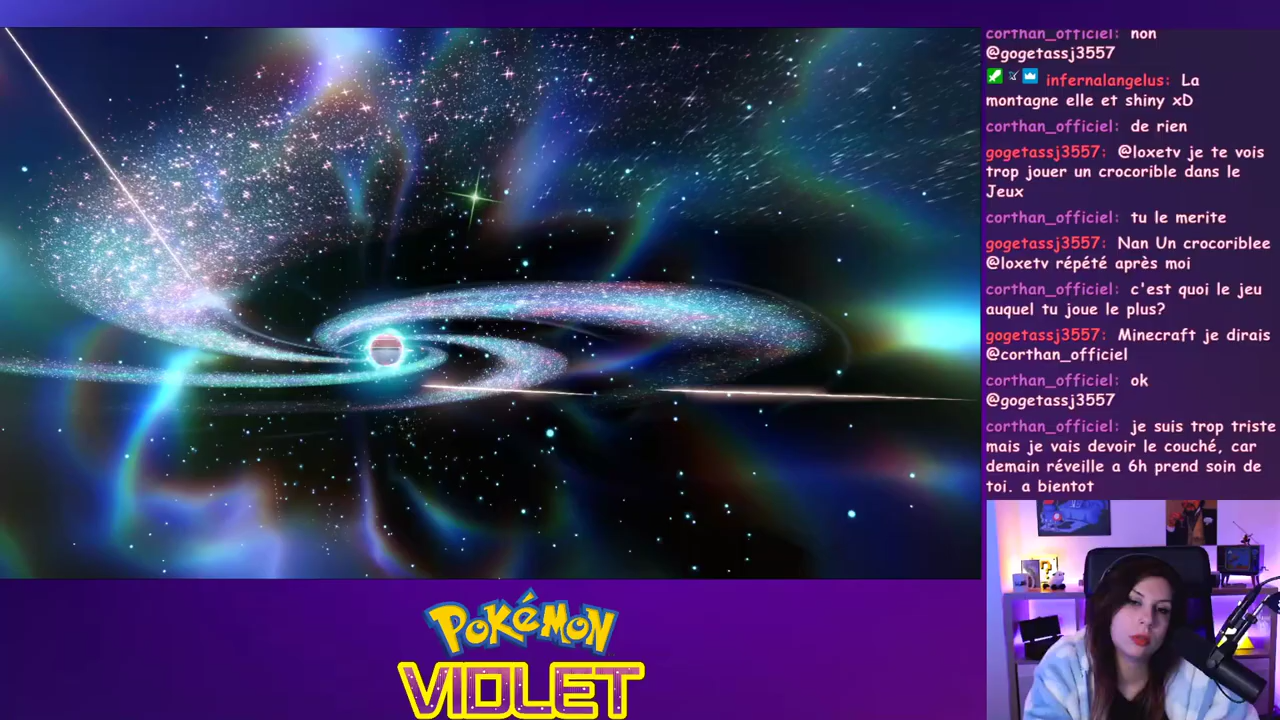 corthan_officiel: non
@gogetassj3557
infernalangelus: La
montagne elle et shiny xD
corthan_officiel: de rien
gogetassj3557: @loxetv je te vois
trop jouer un crocorible dans le
Jeux
corthan_officiel: tu le merite
gogetassj3557: Nan Un crocoriblee
@loxetv répété après moi
corthan_officiel: c'est quoi le jeu
auquel tu joue le plus?
gogetassj3557: Minecraft je dirais
@corthan_officiel
corthan_officiel: ok
@gogetassj3557
corthan_officiel: je suis trop triste
mais je vais devoir le couché, car
demain réveille a 6h prend soin de
toi. a bientot
POKéMON
VIOLET